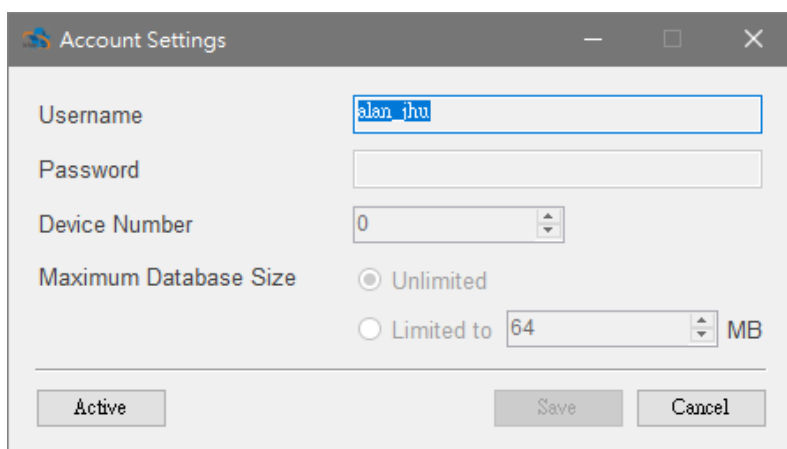 Account Settings
Username alan_jhu
Password
Device Number 0
Maximum Database Size Unlimited
Limited to 64 MB
Active Save Cancel